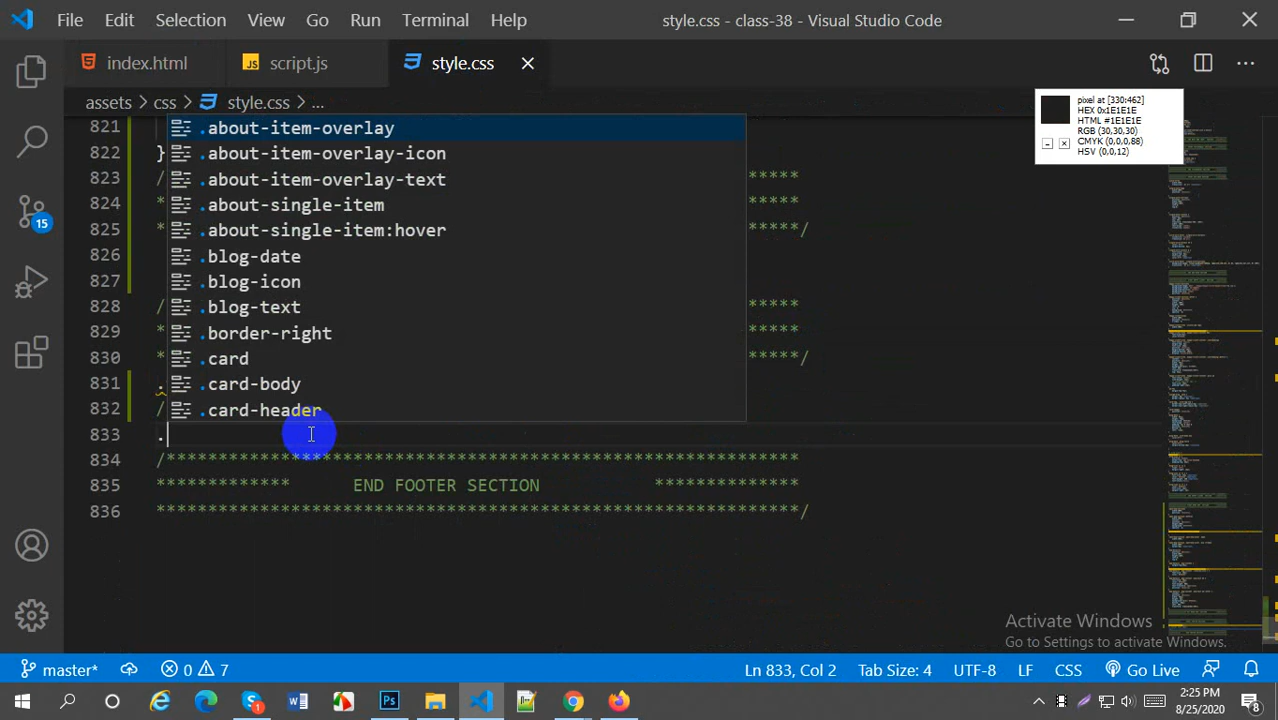 File Edit Selection View Go Run Terminal Help style.css - class-38 - Visual Studio Code
index.html JS script.js style.css
assets > css > style.css > ...
pixel at [330:462]
HEX 0x1E1E1E
HTML #1E1E1E
RGB (30,30,30)
CMYK (0,0,0,88)
HSV (0,0,12)
821 .about-item-overlay
822 } .about-item-overlay-icon
823 / .about-item-overlay-text *****
824 * .about-single-item *****
825 * .about-single-item:hover *****/
826 .blog-date
827 .blog-icon
828 / .blog-text *****
829 * .border-right *****
830 * .card *****/
831 . .card-body
832 / .card-header
833 .
834 /************************************************************
835 ************* END FOOTER SECTION **************
836 *************************************************************/
15
Activate Windows
Go to Settings to activate Windows.
master* 0 7 Ln 833, Col 2 Tab Size: 4 UTF-8 LF CSS Go Live
2:25 PM
8/25/2020